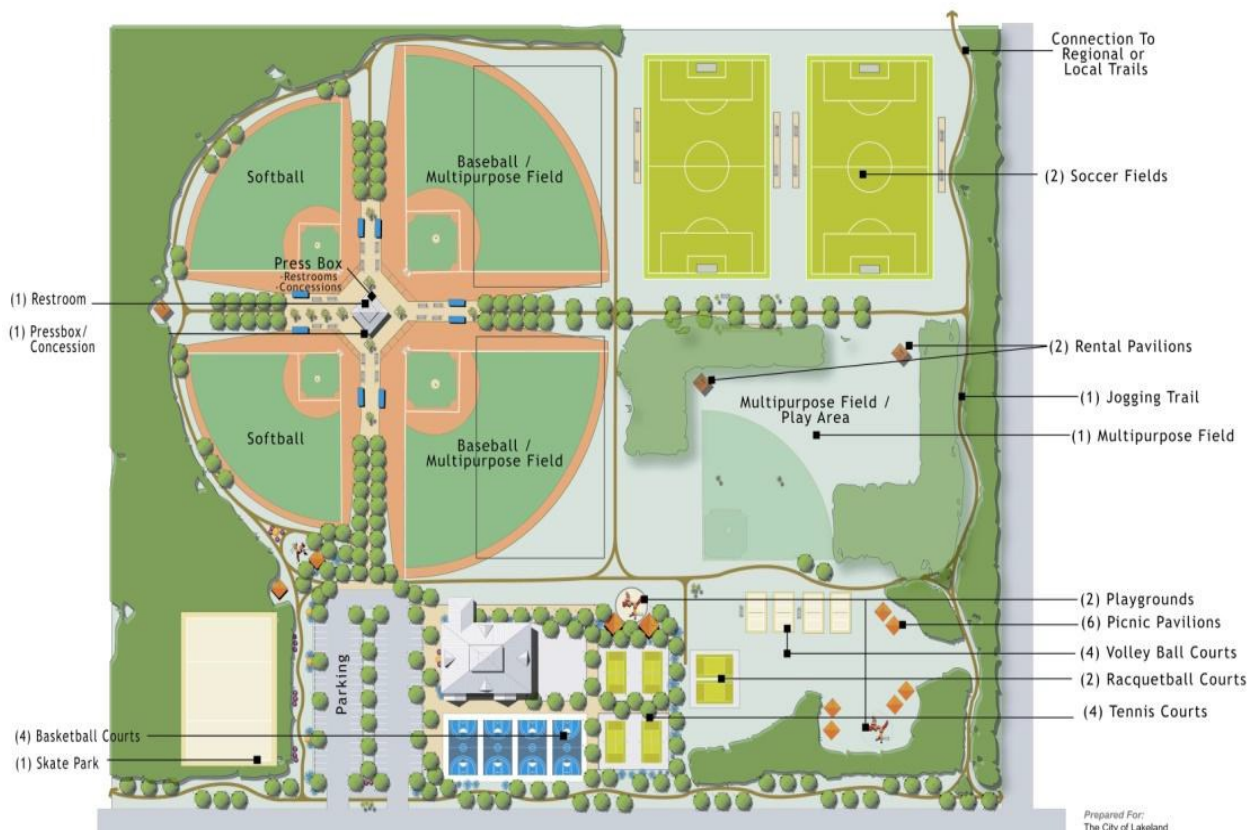 Connection To
Regional or
Local Trails
Softball
Baseball /
Multipurpose Field
(2) Soccer Fields
Press Box
-Restrooms
-Concessions
(1) Restroom
(1) Pressbox/
Concession
(2) Rental Pavilions
Multipurpose Field /
Play Area
(1) Jogging Trail
Softball
Baseball /
Multipurpose Field
(1) Multipurpose Field
(2) Playgrounds
(6) Picnic Pavilions
(4) Volley Ball Courts
Parking
(2) Racquetball Courts
(4) Tennis Courts
(4) Basketball Courts
(1) Skate Park
Prepared For:
The City of Lakeland